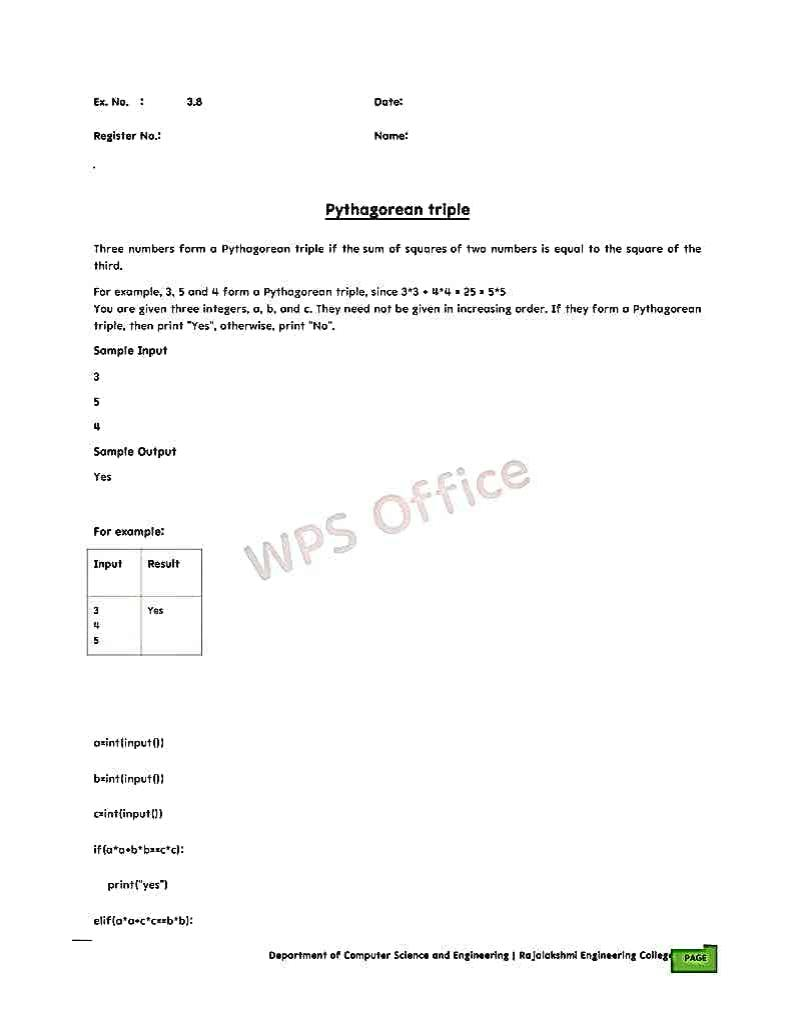 Ex. No. : 3.8 Date:
Register No.: Name:
.
Pythagorean triple
Three numbers form a Pythagorean triple if the sum of squares of two numbers is equal to the square of the
third.
For example, 3, 5 and 4 form a Pythagorean triple, since 3*3 + 4*4 = 25 = 5*5
You are given three integers, a, b, and c. They need not be given in increasing order. If they form a Pythagorean
triple, then print "Yes", otherwise, print "No".
Sample Input
3
5
4
Sample Output
Yes
WPS Office
For example:
Input Result
3 Yes
4
5
a=int(input())
b=int(input())
c=int(input())
if(a*a+b*b==c*c):
print("yes")
elif(a*a+c*c==b*b):
Department of Computer Science and Engineering | Rajalakshmi Engineering College
PAGE